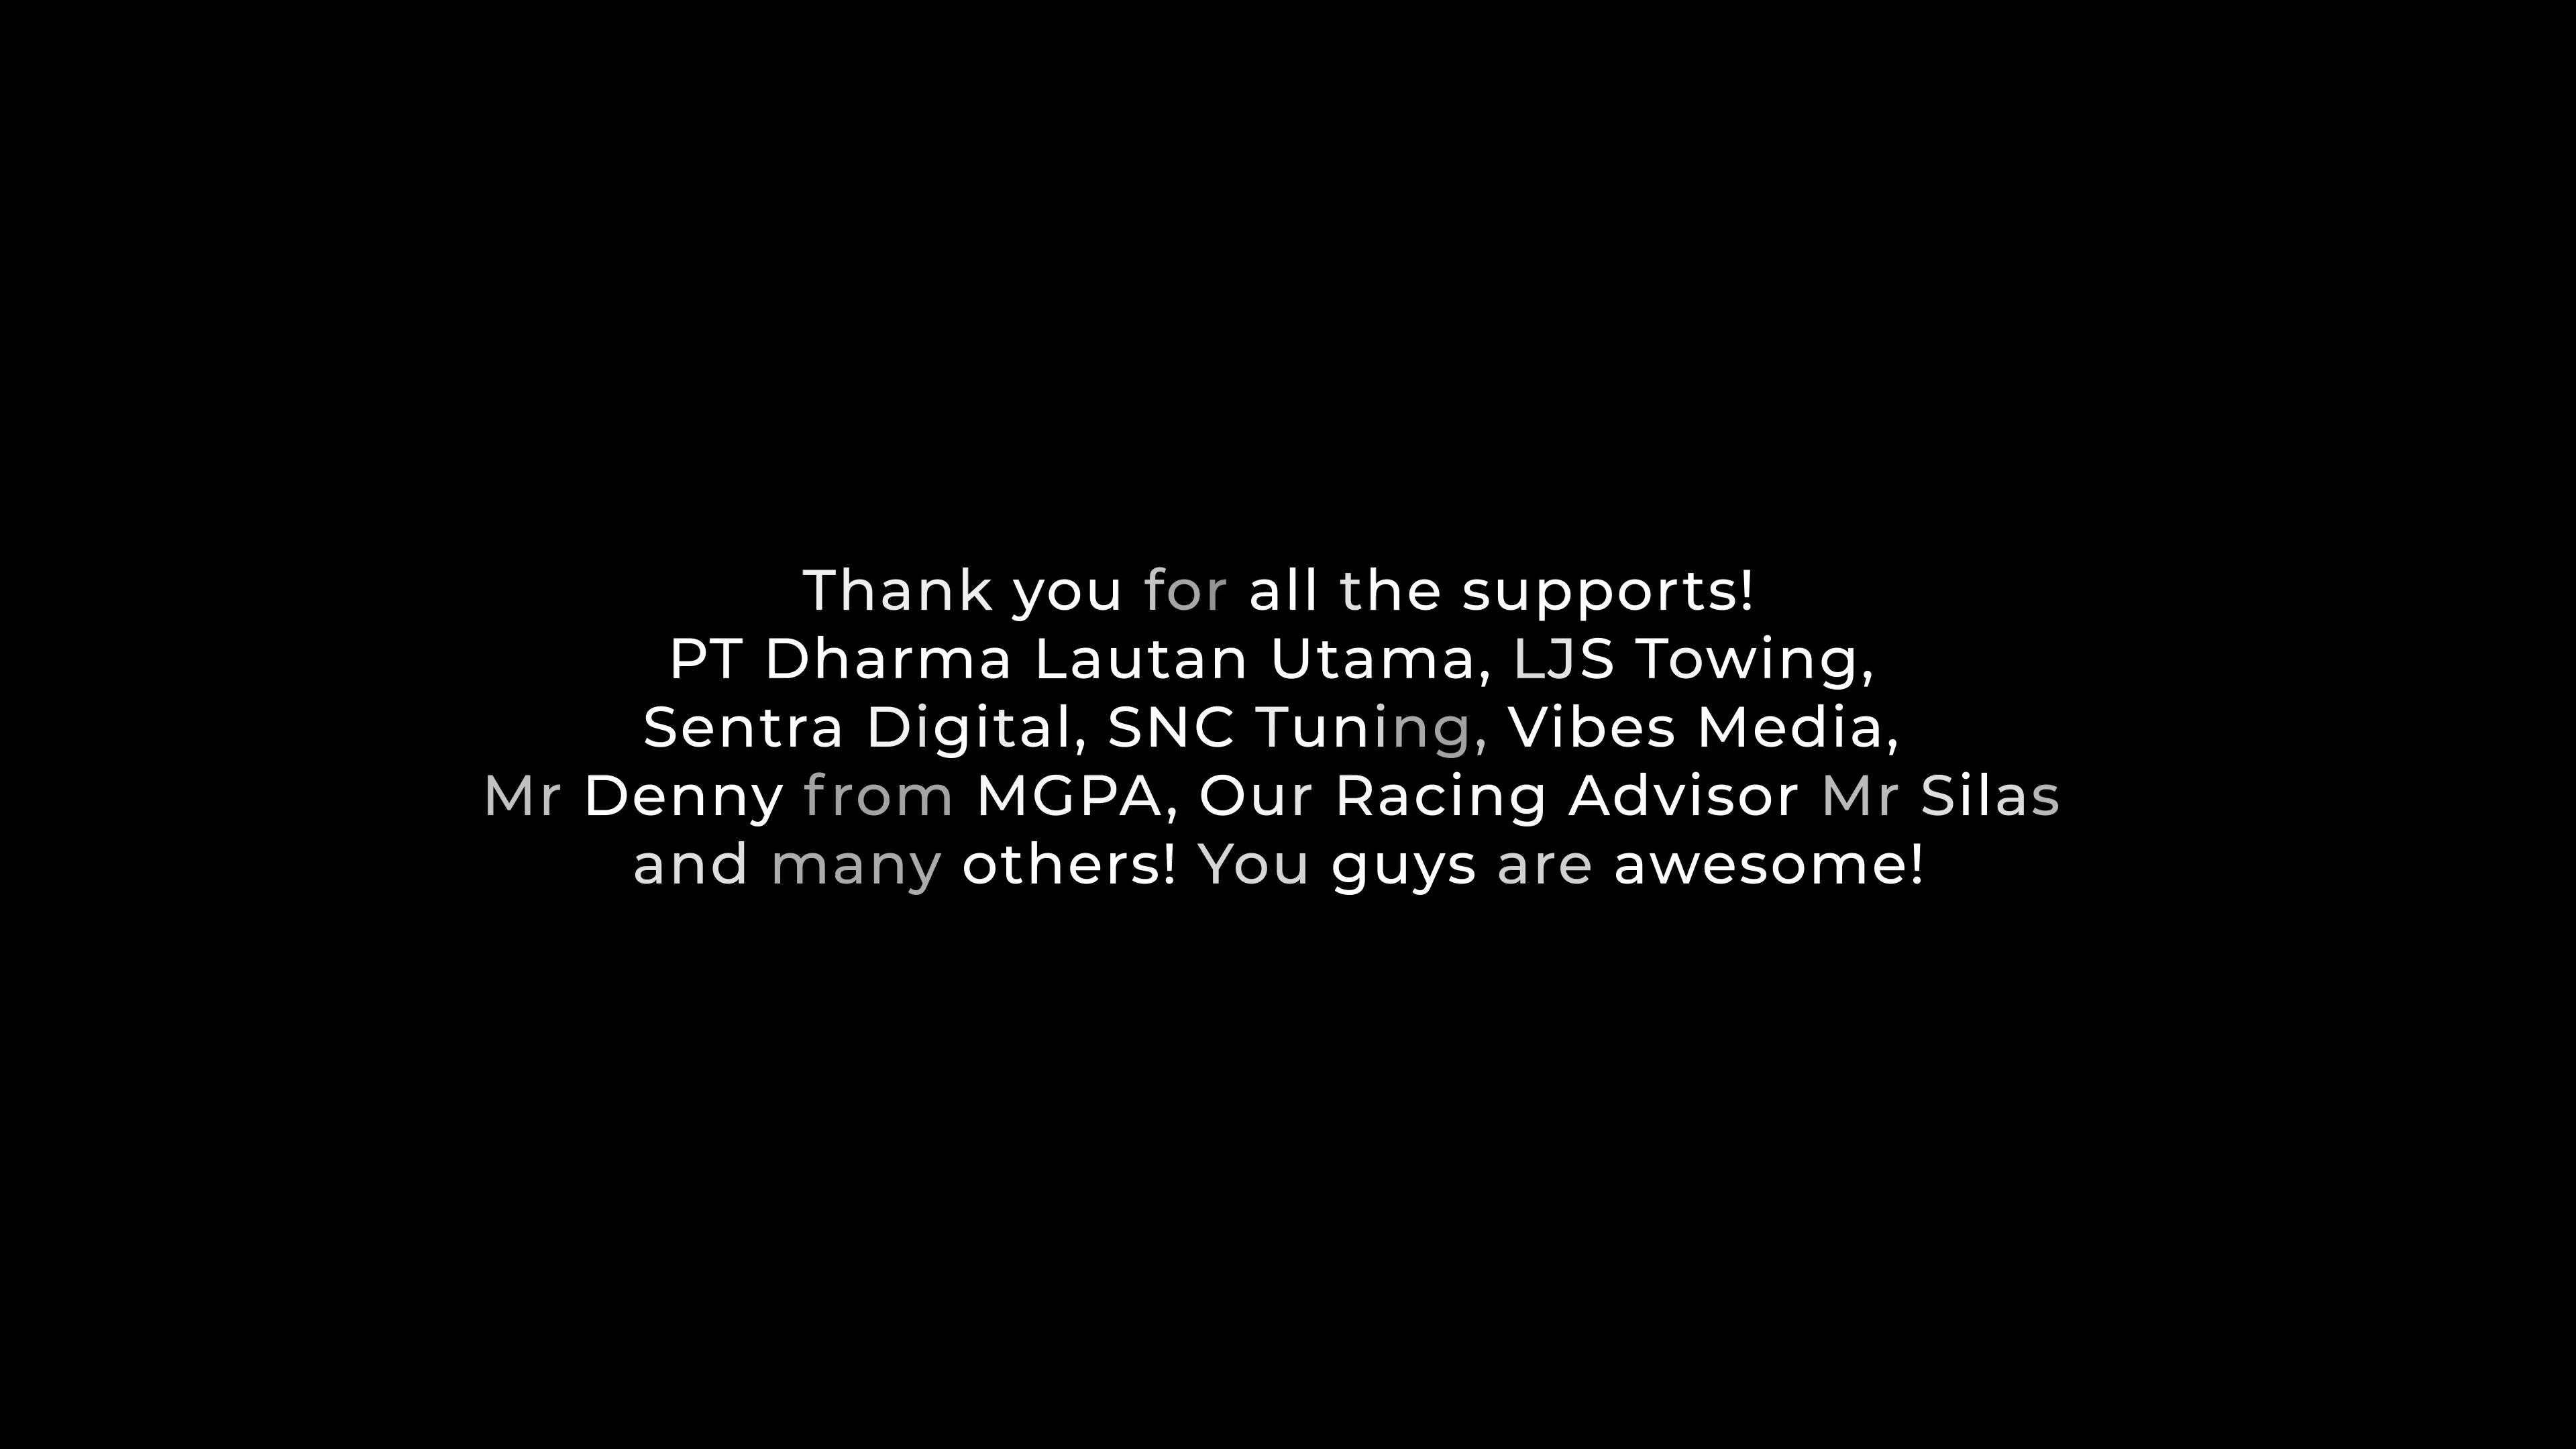 Thank you for all the supports!
PT Dharma Lautan Utama, LJS Towing,
Sentra Digital, SNC Tuning, Vibes Media,
Mr Denny from MGPA, Our Racing Advisor Mr Silas
and many others! You guys are awesome!